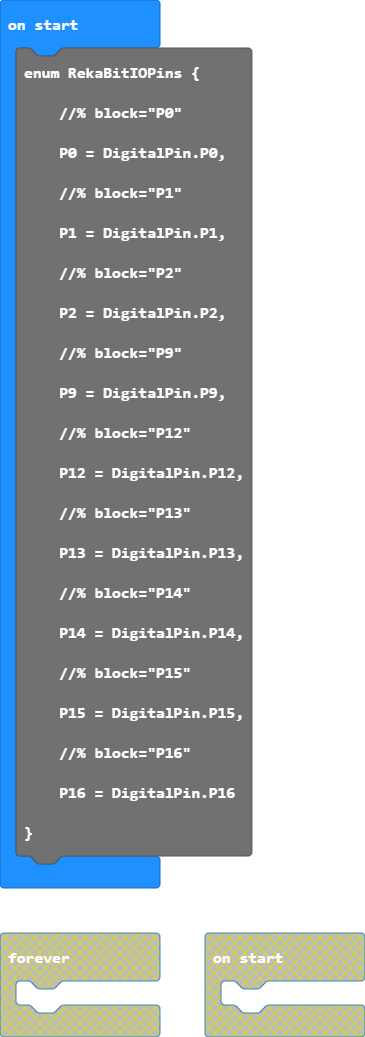 on start
enum RekaBitIOPins {
//% block="P0"
P0 = DigitalPin.P0,
//% block="P1"
P1 = DigitalPin.P1,
//% block="P2"
P2 = DigitalPin.P2,
//% block="P9"
P9 = DigitalPin.P9,
//% block="P12"
P12 = DigitalPin.P12,
//% block="P13"
P13 = DigitalPin.P13,
//% block="P14"
P14 = DigitalPin.P14,
//% block="P15"
P15 = DigitalPin.P15,
//% block="P16"
P16 = DigitalPin.P16
}
forever
on start